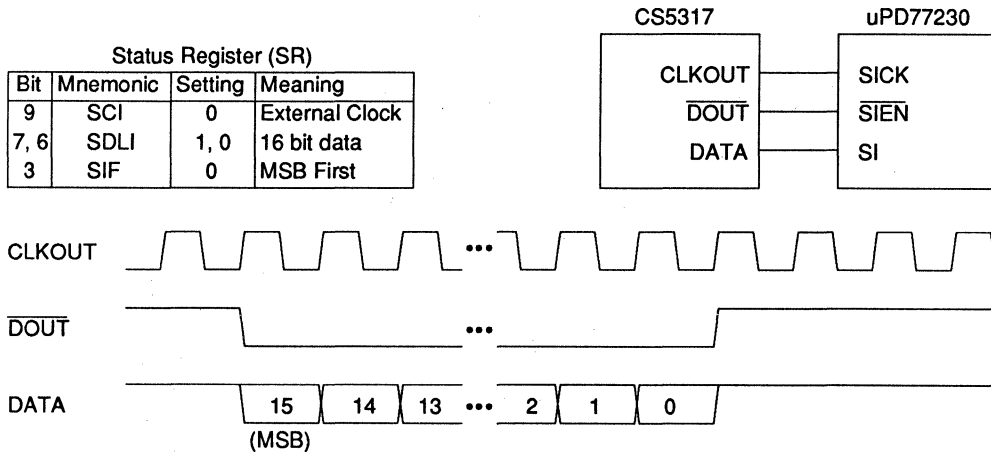 CS5317
uPD77230
Status Register (SR)
Bit Mnemonic Setting Meaning
9 SCI 0 External Clock
7, 6 SDLI 1, 0 16 bit data
3 SIF 0 MSB First
CLKOUT SICK
DOUT SIEN
DATA SI
CLKOUT •••
DOUT •••
DATA 15 14 13 ••• 2 1 0
(MSB)